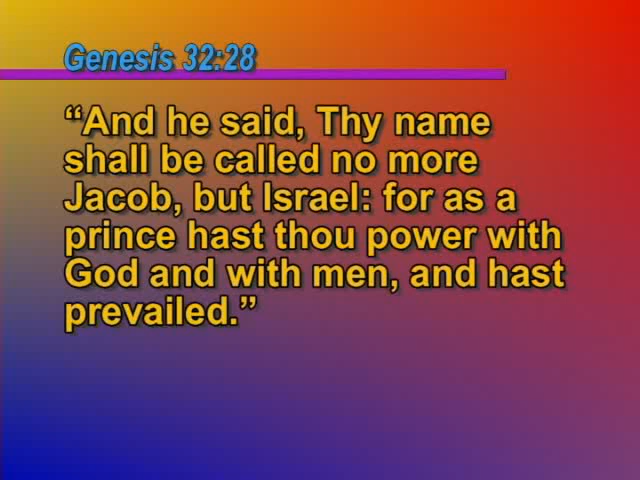 Genesis 32:28
“And he said, Thy name
shall be called no more
Jacob, but Israel: for as a
prince hast thou power with
God and with men, and hast
prevailed.”